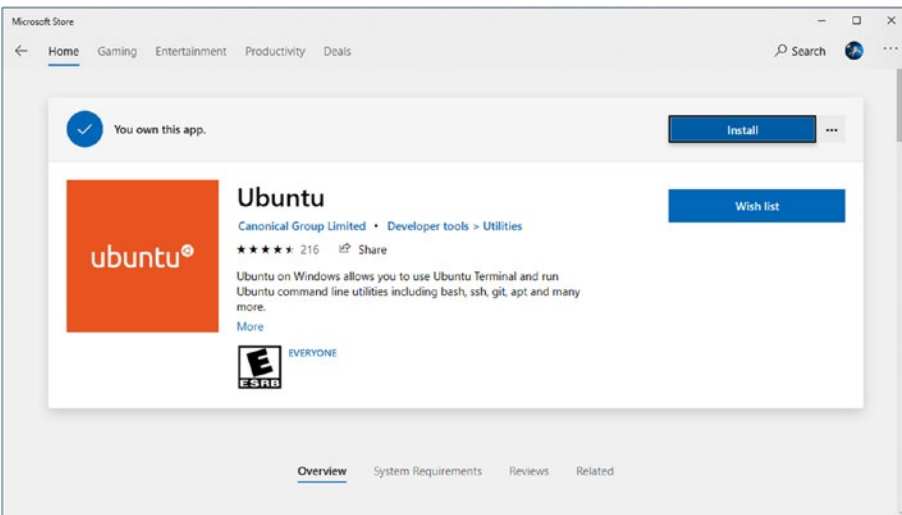 Microsoft Store
Home Gaming Entertainment Productivity Deals Search
You own this app. Install
Ubuntu
Wish list
Canonical Group Limited • Developer tools > Utilities
216 Share
ubuntu
Ubuntu on Windows allows you to use Ubuntu Terminal and run
Ubuntu command line utilities including bash, ssh, git, apt and many
more.
More
E
EVERYONE
ESRB
Overview System Requirements Reviews Related